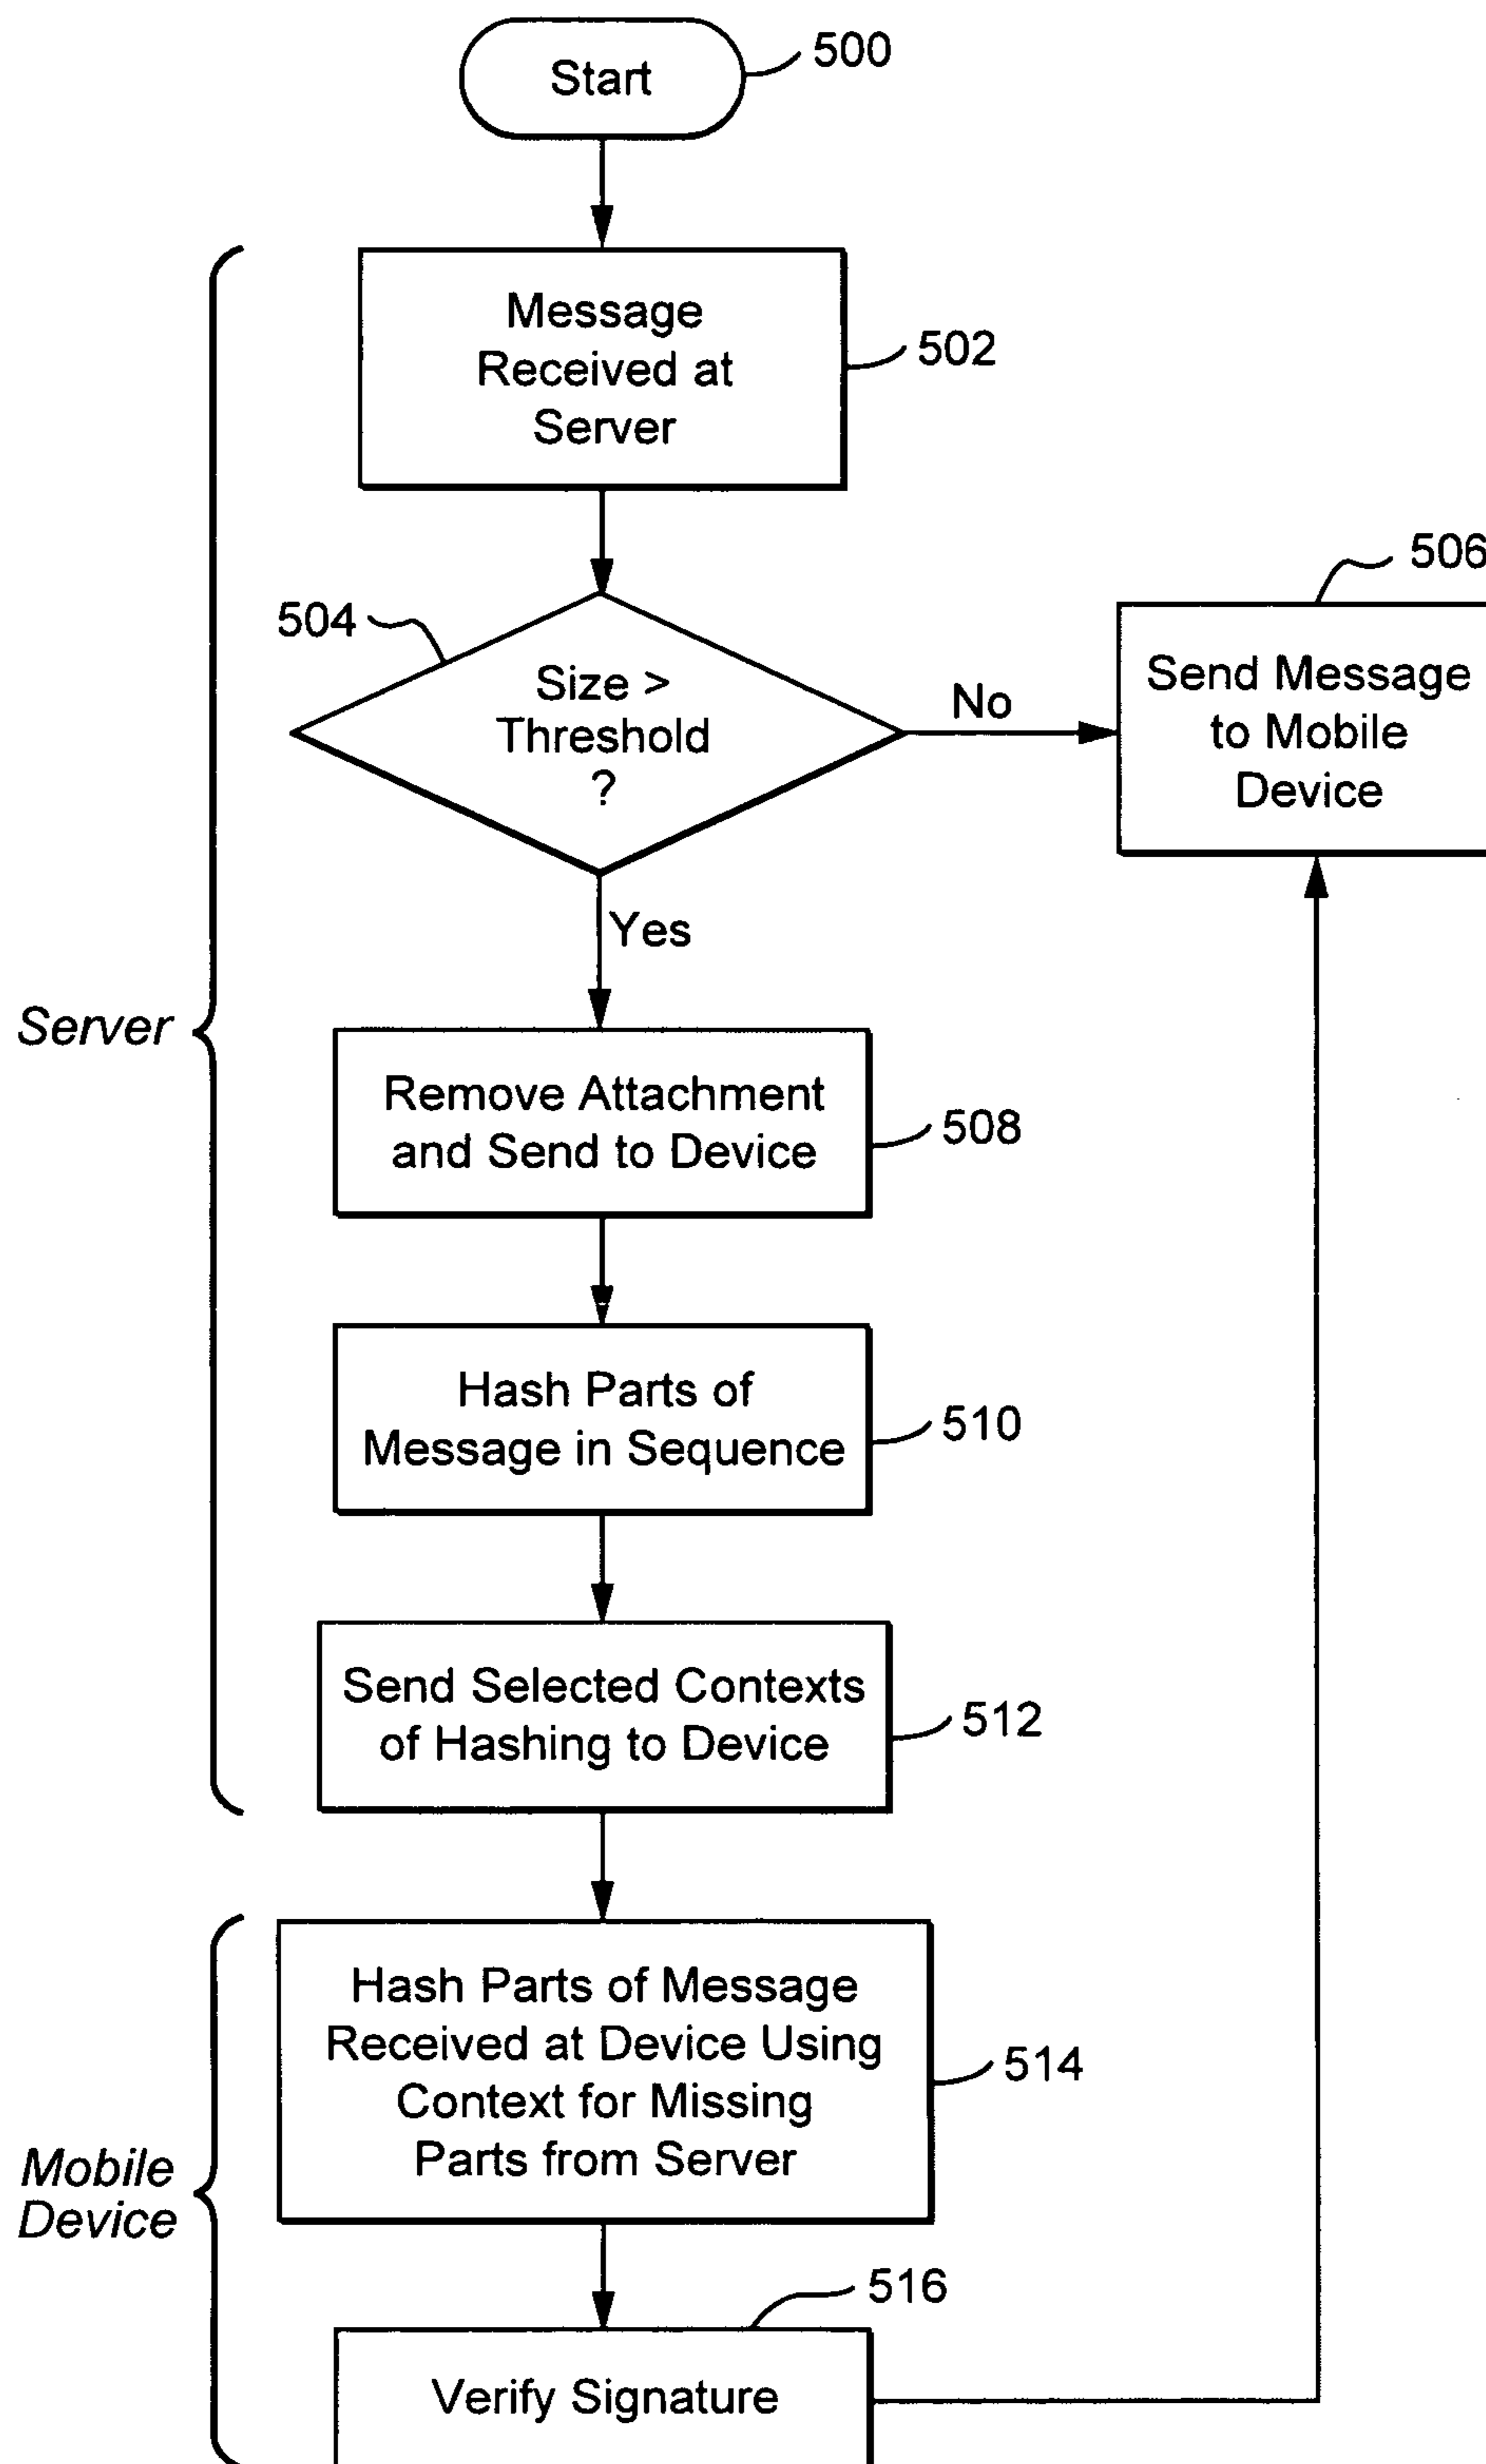 Start
500
Message
Received at
Server
502
504
Size >
Threshold
?
No
506
Send Message
to Mobile
Device
Yes
Server
Remove Attachment
and Send to Device
508
Hash Parts of
Message in Sequence
510
Send Selected Contexts
of Hashing to Device
512
Hash Parts of Message
Received at Device Using
Context for Missing
Parts from Server
514
Mobile
Device
516
Verify Signature